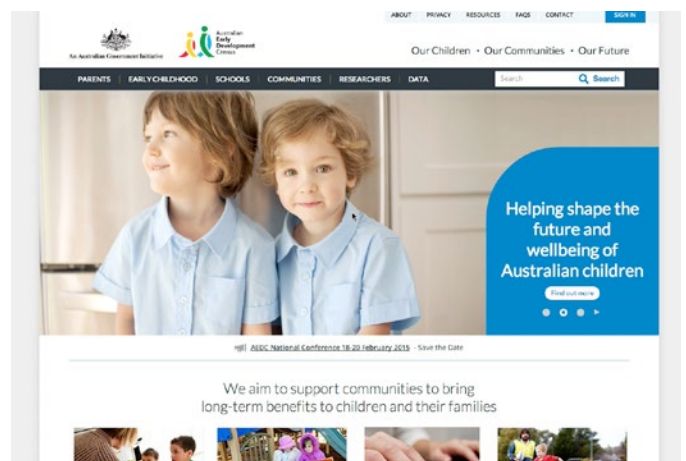 ABOUT PRIVACY RESOURCES FAQS CONTACT SIGN IN
An Australian Government Initiative
Australian
Early
Development
Census
Our Children • Our Communities • Our Future
PARENTS | EARLY CHILDHOOD | SCHOOLS | COMMUNITIES | RESEARCHERS | DATA
Search Search
Helping shape the
future and
wellbeing of
Australian children
Find out more
AEDC National Conference 18-20 February 2015 - Save the Date
We aim to support communities to bring
long-term benefits to children and their families